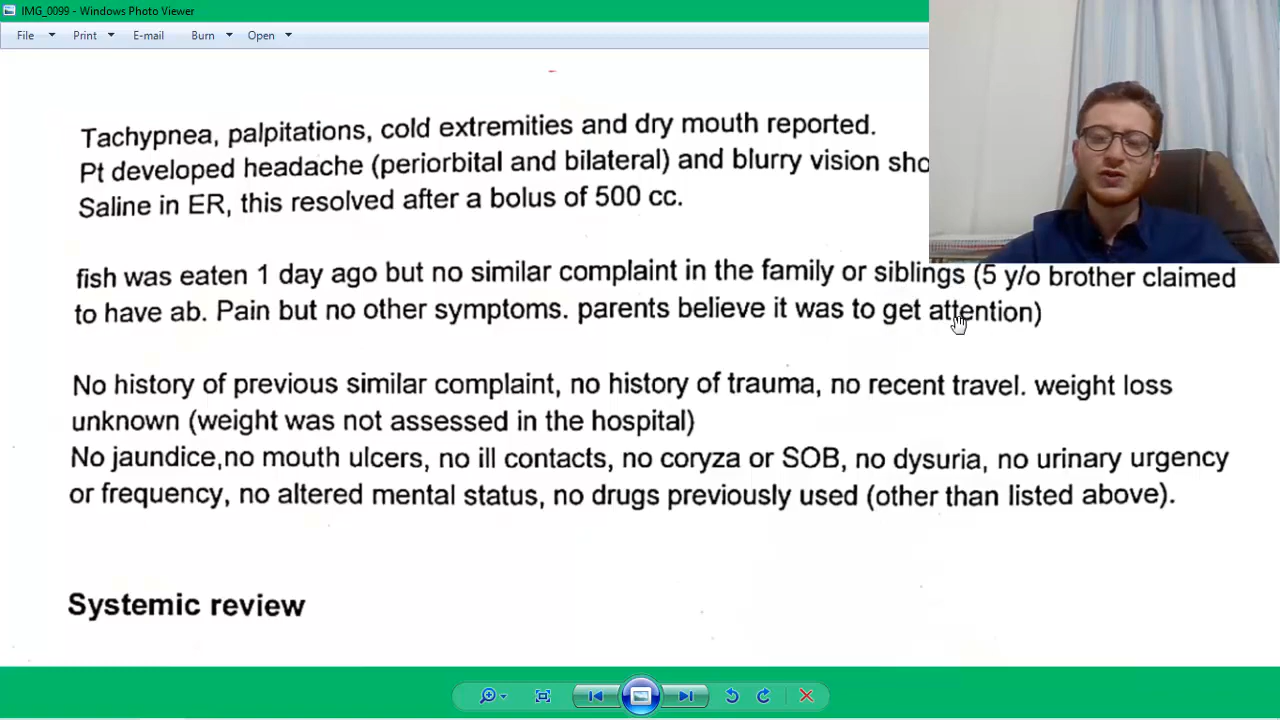 IMG_0099 - Windows Photo Viewer
File Print E-mail Burn Open
Tachypnea, palpitations, cold extremities and dry mouth reported.
Pt developed headache (periorbital and bilateral) and blurry vision sho
Saline in ER, this resolved after a bolus of 500 cc.
fish was eaten 1 day ago but no similar complaint in the family or siblings (5 y/o brother claimed
to have ab. Pain but no other symptoms. parents believe it was to get attention)
No history of previous similar complaint, no history of trauma, no recent travel. weight loss
unknown (weight was not assessed in the hospital)
No jaundice,no mouth ulcers, no ill contacts, no coryza or SOB, no dysuria, no urinary urgency
or frequency, no altered mental status, no drugs previously used (other than listed above).
Systemic review